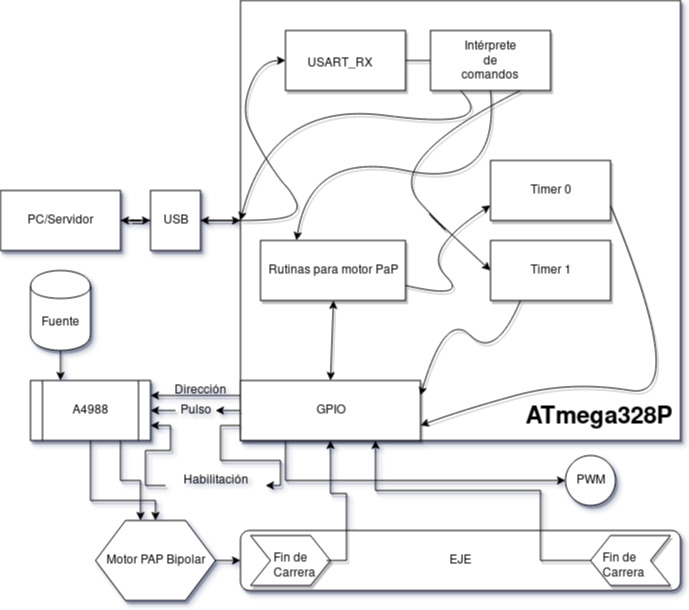 USART_RX
Intérprete
de
comandos
PC/Servidor
USB
Timer 0
Rutinas para motor PaP
Timer 1
Fuente
A4988
Dirección
Pulso
GPIO
ATmega328P
Habilitación
PWM
Motor PAP Bipolar
Fin de
Carrera
EJE
Fin de
Carrera